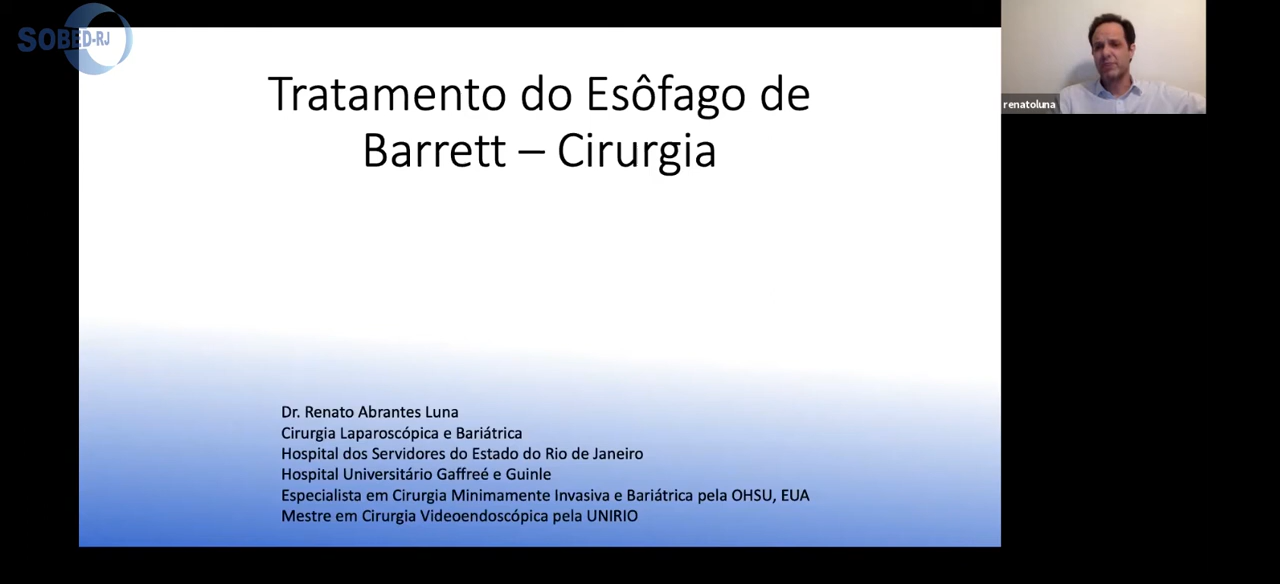 SOBED-RJ
Tratamento do Esôfago de
Barrett – Cirurgia
renatoluna
Dr. Renato Abrantes Luna
Cirurgia Laparoscópica e Bariátrica
Hospital dos Servidores do Estado do Rio de Janeiro
Hospital Universitário Gaffreé e Guinle
Especialista em Cirurgia Minimamente Invasiva e Bariátrica pela OHSU, EUA
Mestre em Cirurgia Videoendoscópica pela UNIRIO